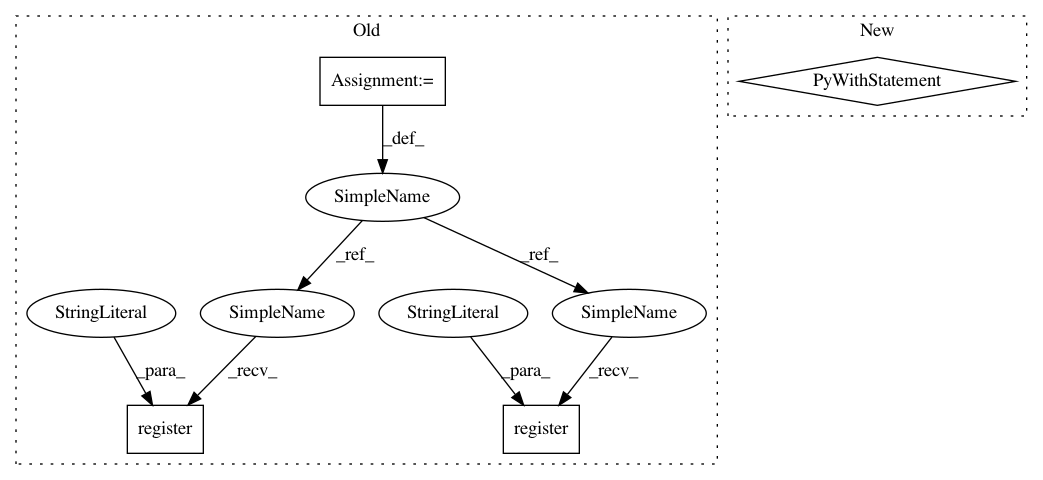 Old
New
Assignment:=
PyWithStatement
_def_
SimpleName
_ref_
_ref_
StringLiteral
SimpleName
StringLiteral
SimpleName
_para_
_recv_
_para_
_recv_
register
register